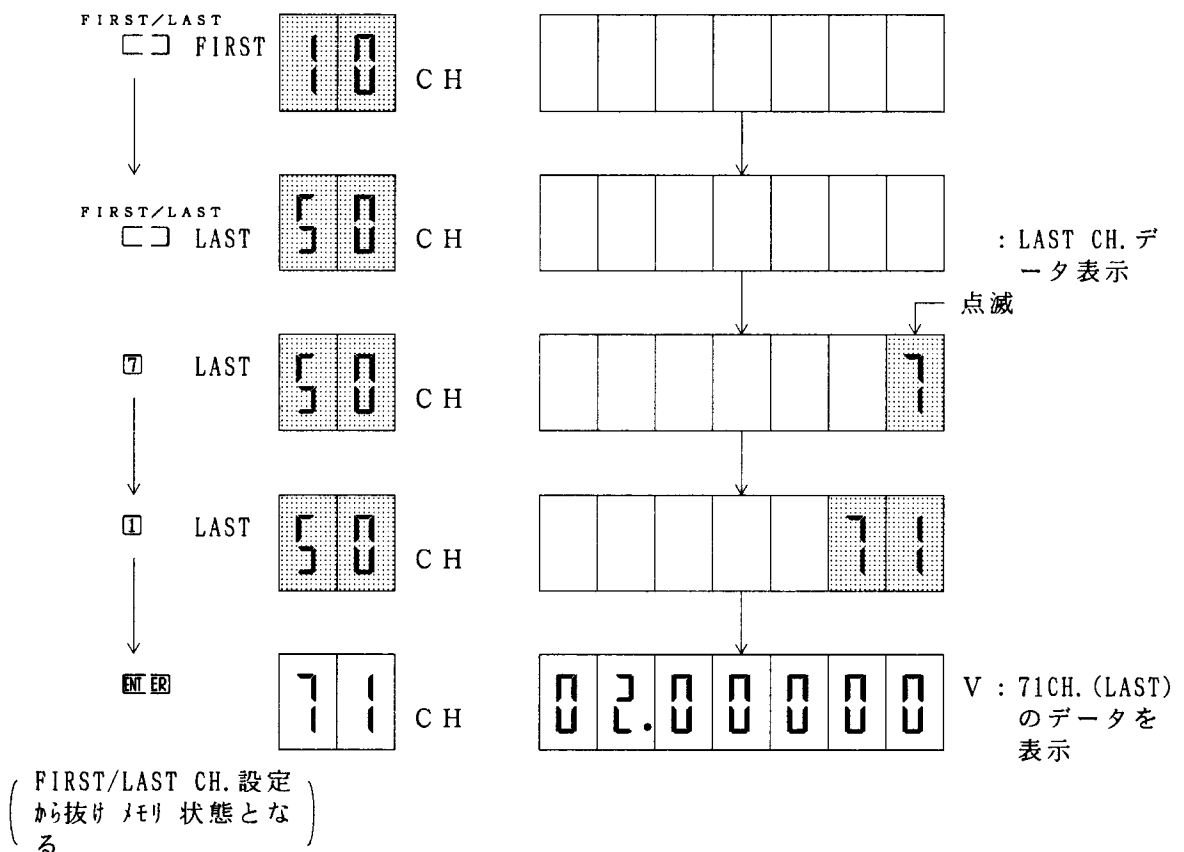 FIRST/LAST
FIRST 10 CH
FIRST/LAST
LAST 50 CH
: LAST CH.デ
ータ表示
点滅
7 LAST 50 CH 7
1 LAST 50 CH 71
ENTER 71 CH 02.00000 V : 71CH.(LAST)
のデータを
表示
( FIRST/LAST CH.設定
から抜け メモリ 状態とな
る )